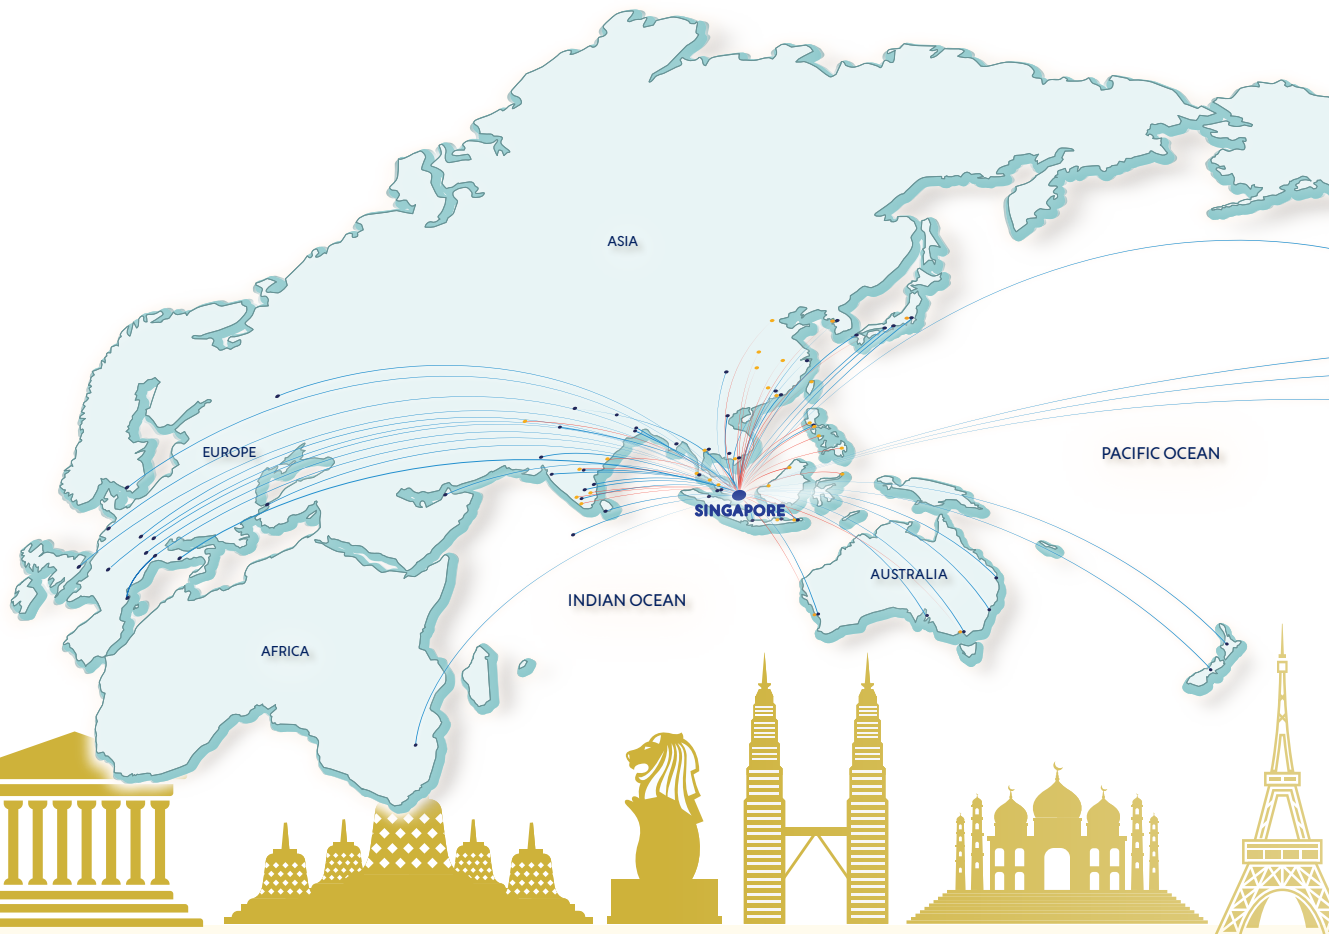 ASIA
EUROPE
PACIFIC OCEAN
SINGAPORE
AUSTRALIA
INDIAN OCEAN
AFRICA